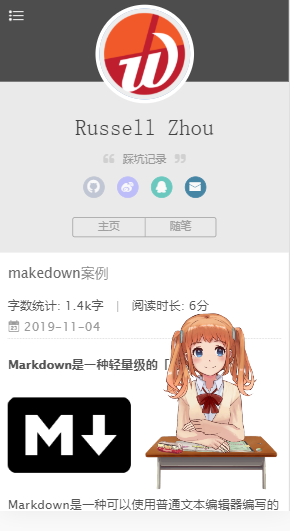 W
Russell Zhou
踩坑记录
主页 随笔
makedown案例
字数统计: 1.4k字 | 阅读时长: 6分
2019-11-04
Markdown是一种轻量级的「
M
Markdown是一种可以使用普通文本编辑器编写的